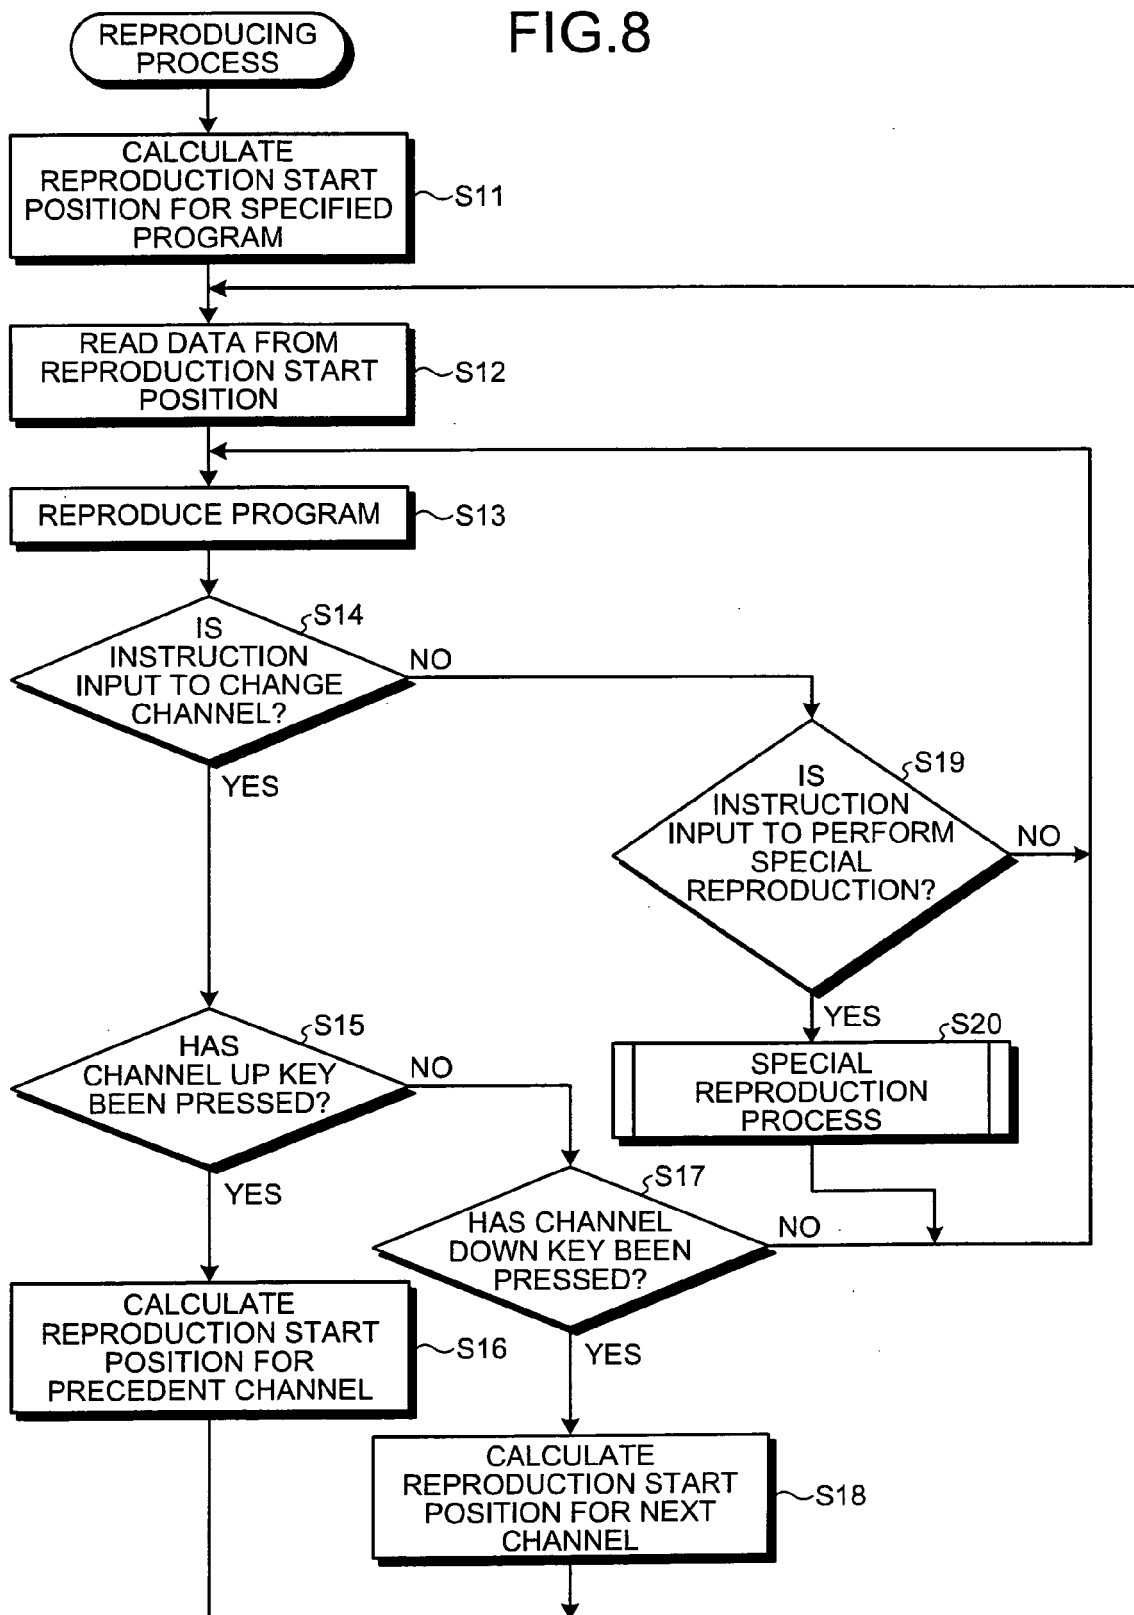 FIG.8
REPRODUCING
PROCESS
CALCULATE
REPRODUCTION START
POSITION FOR SPECIFIED
PROGRAM
S11
READ DATA FROM
REPRODUCTION START
POSITION
S12
REPRODUCE PROGRAM
S13
S14
IS
INSTRUCTION
INPUT TO CHANGE
CHANNEL?
NO
YES
S19
IS
INSTRUCTION
INPUT TO PERFORM
SPECIAL
REPRODUCTION?
NO
YES
S20
SPECIAL
REPRODUCTION
PROCESS
S15
HAS
CHANNEL UP KEY
BEEN PRESSED?
NO
YES
S17
HAS CHANNEL
DOWN KEY BEEN
PRESSED?
NO
YES
CALCULATE
REPRODUCTION START
POSITION FOR
PRECEDENT CHANNEL
S16
CALCULATE
REPRODUCTION START
POSITION FOR NEXT
CHANNEL
S18